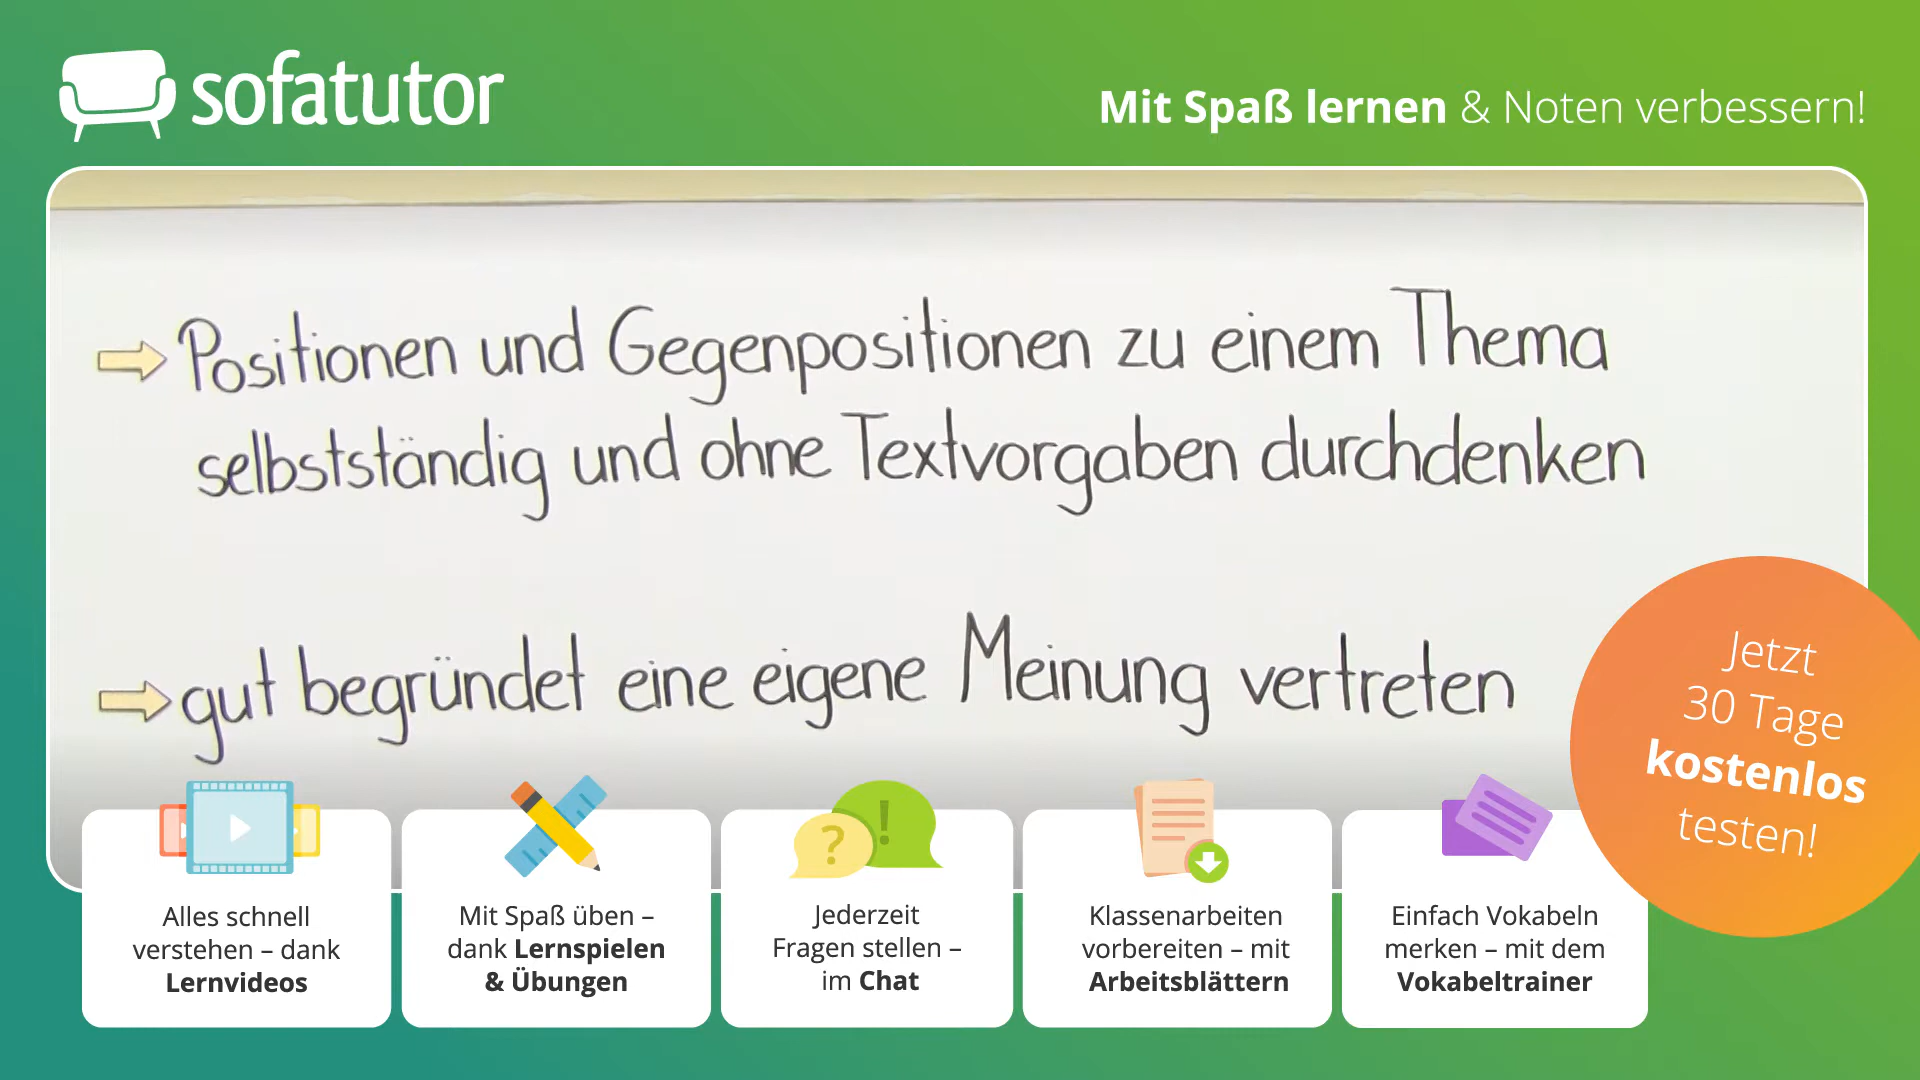 sofatutor
Mit Spaß lernen & Noten verbessern!
Positionen und Gegenpositionen zu einem Thema
selbstständig und ohne Textvorgaben durchdenken
gut begründet eine eigene Meinung vertreten
Jetzt
30 Tage
kostenlos
testen!
?
!
Alles schnell
verstehen – dank
Lernvideos
Mit Spaß üben –
dank Lernspielen
& Übungen
Jederzeit
Fragen stellen –
im Chat
Klassenarbeiten
vorbereiten – mit
Arbeitsblättern
Einfach Vokabeln
merken – mit dem
Vokabeltrainer